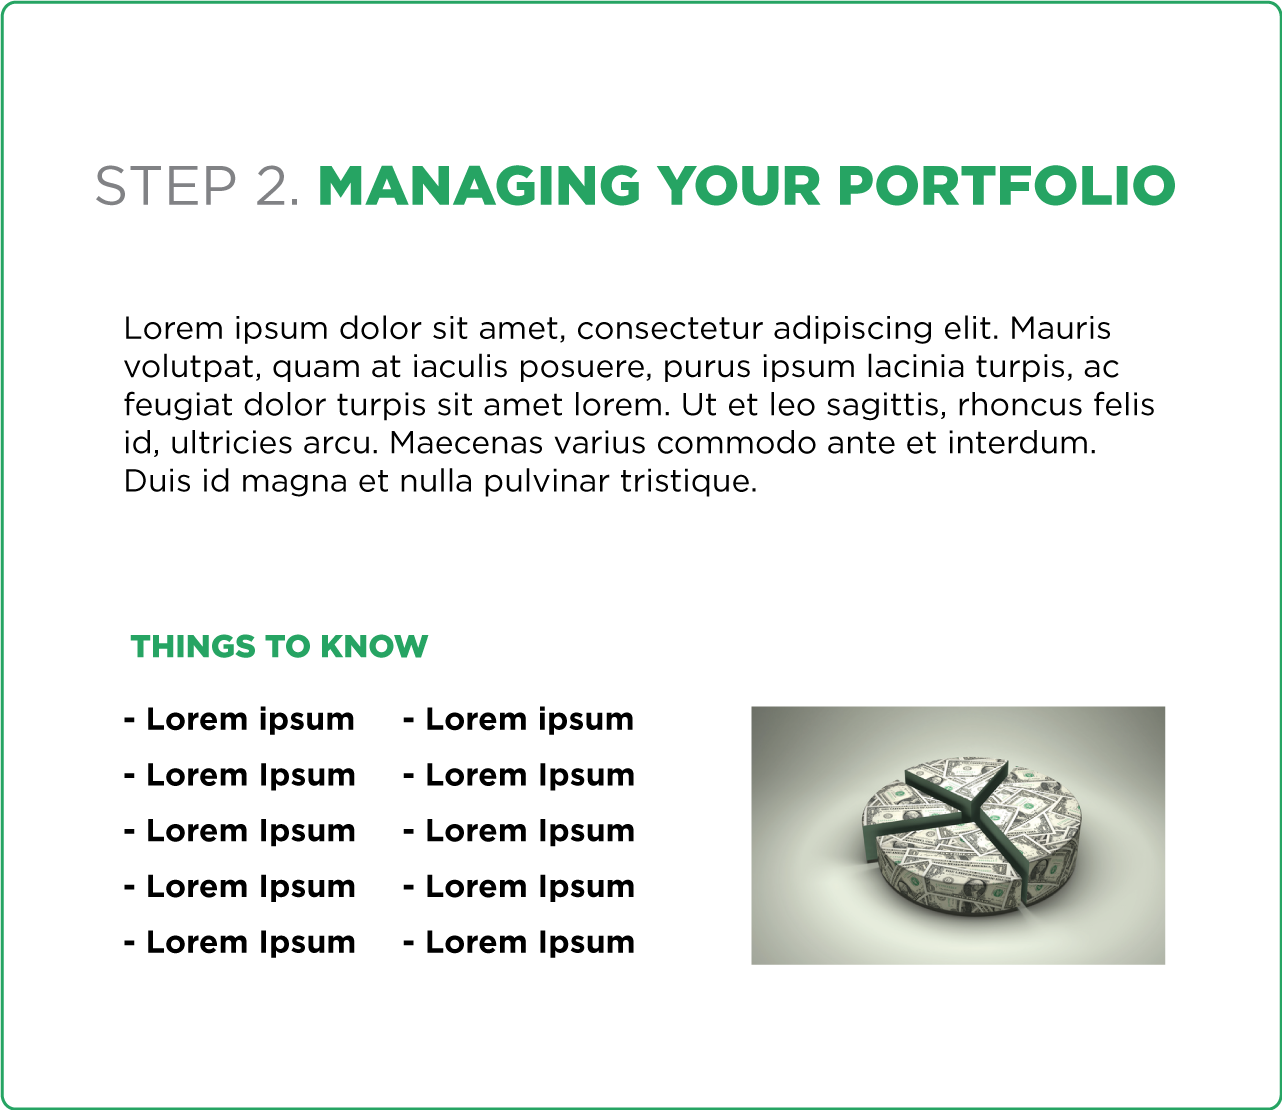 STEP 2. MANAGING YOUR PORTFOLIO
Lorem ipsum dolor sit amet, consectetur adipiscing elit. Mauris
volutpat, quam at iaculis posuere, purus ipsum lacinia turpis, ac
feugiat dolor turpis sit amet lorem. Ut et leo sagittis, rhoncus felis
id, ultricies arcu. Maecenas varius commodo ante et interdum.
Duis id magna et nulla pulvinar tristique.
THINGS TO KNOW
- Lorem ipsum
- Lorem Ipsum
- Lorem Ipsum
- Lorem Ipsum
- Lorem Ipsum
- Lorem ipsum
- Lorem Ipsum
- Lorem Ipsum
- Lorem Ipsum
- Lorem Ipsum